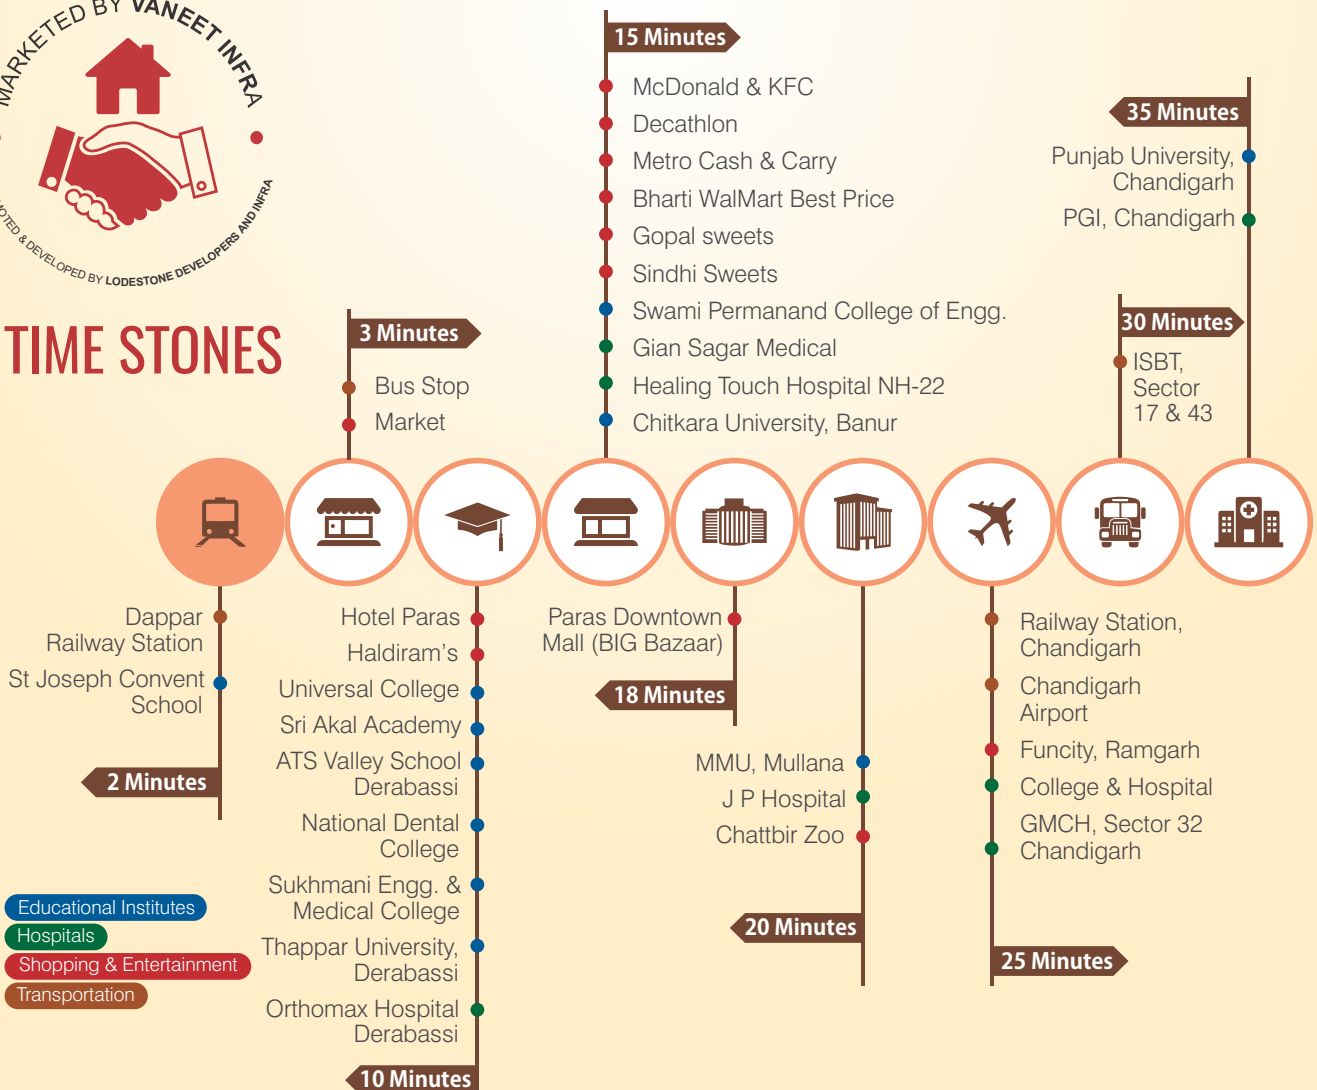 MARKETED BY VANEET INFRA
& DEVELOPED BY LODESTONE DEVELOPERS AND INFRA
TIME STONES
2 Minutes
Dappar
Railway Station
St Joseph Convent
School
3 Minutes
Bus Stop
Market
Hotel Paras
Haldiram's
Universal College
Sri Akal Academy
ATS Valley School
Derabassi
National Dental
College
Sukhmani Engg. &
Medical College
Thappar University,
Derabassi
Orthomax Hospital
Derabassi
10 Minutes
15 Minutes
McDonald & KFC
Decathlon
Metro Cash & Carry
Bharti WalMart Best Price
Gopal sweets
Sindhi Sweets
Swami Permanand College of Engg.
Gian Sagar Medical
Healing Touch Hospital NH-22
Chitkara University, Banur
Paras Downtown
Mall (BIG Bazaar)
18 Minutes
MMU, Mullana
J P Hospital
Chattbir Zoo
20 Minutes
Railway Station,
Chandigarh
Chandigarh
Airport
Funcity, Ramgarh
College & Hospital
GMCH, Sector 32
Chandigarh
25 Minutes
30 Minutes
ISBT,
Sector
17 & 43
35 Minutes
Punjab University,
Chandigarh
PGI, Chandigarh
Educational Institutes
Hospitals
Shopping & Entertainment
Transportation